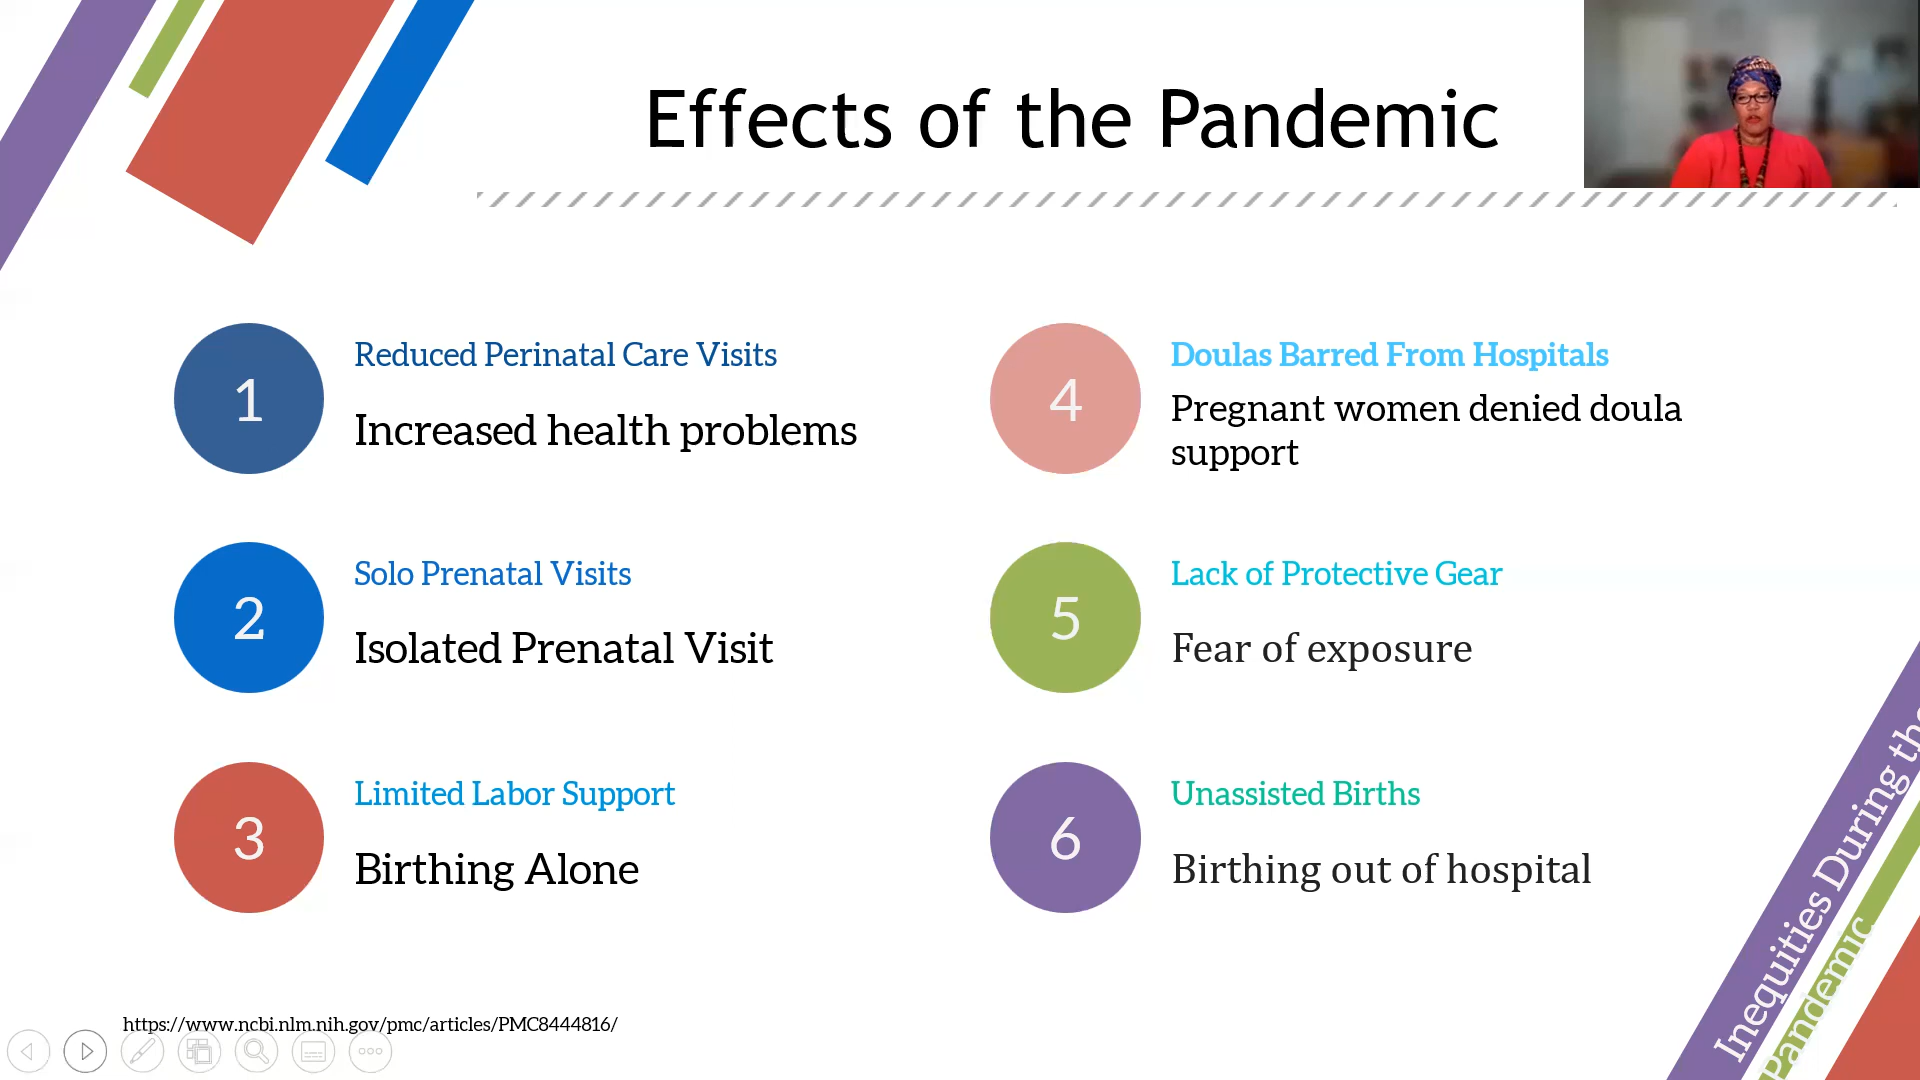 Effects of the Pandemic
1
Reduced Perinatal Care Visits
Increased health problems
2
Solo Prenatal Visits
Isolated Prenatal Visit
3
Limited Labor Support
Birthing Alone
4
Doulas Barred From Hospitals
Pregnant women denied doula
support
5
Lack of Protective Gear
Fear of exposure
6
Unassisted Births
Birthing out of hospital
https://www.ncbi.nlm.nih.gov/pmc/articles/PMC8444816/
Inequities During the
Pandemic